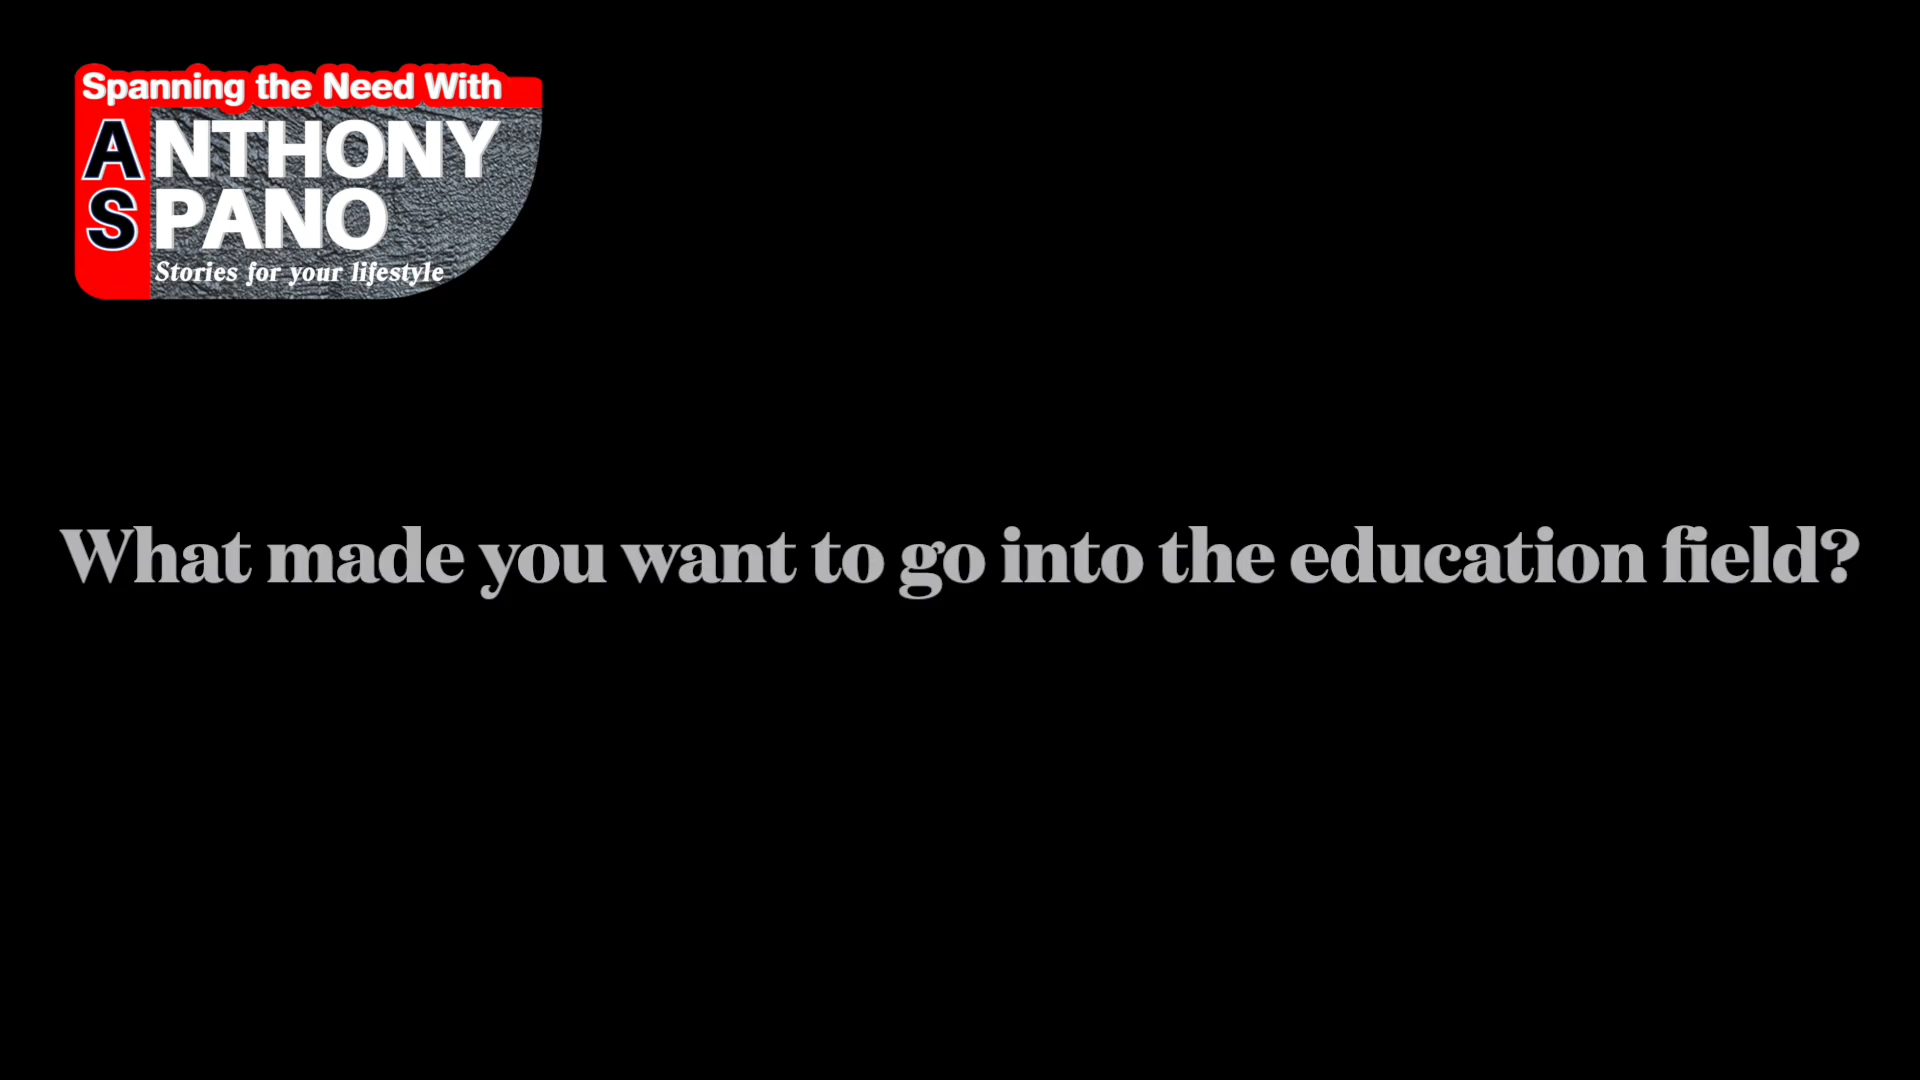 Spanning the Need With
ANTHONY
SPANO
Stories for your lifestyle
What made you want to go into the education field?